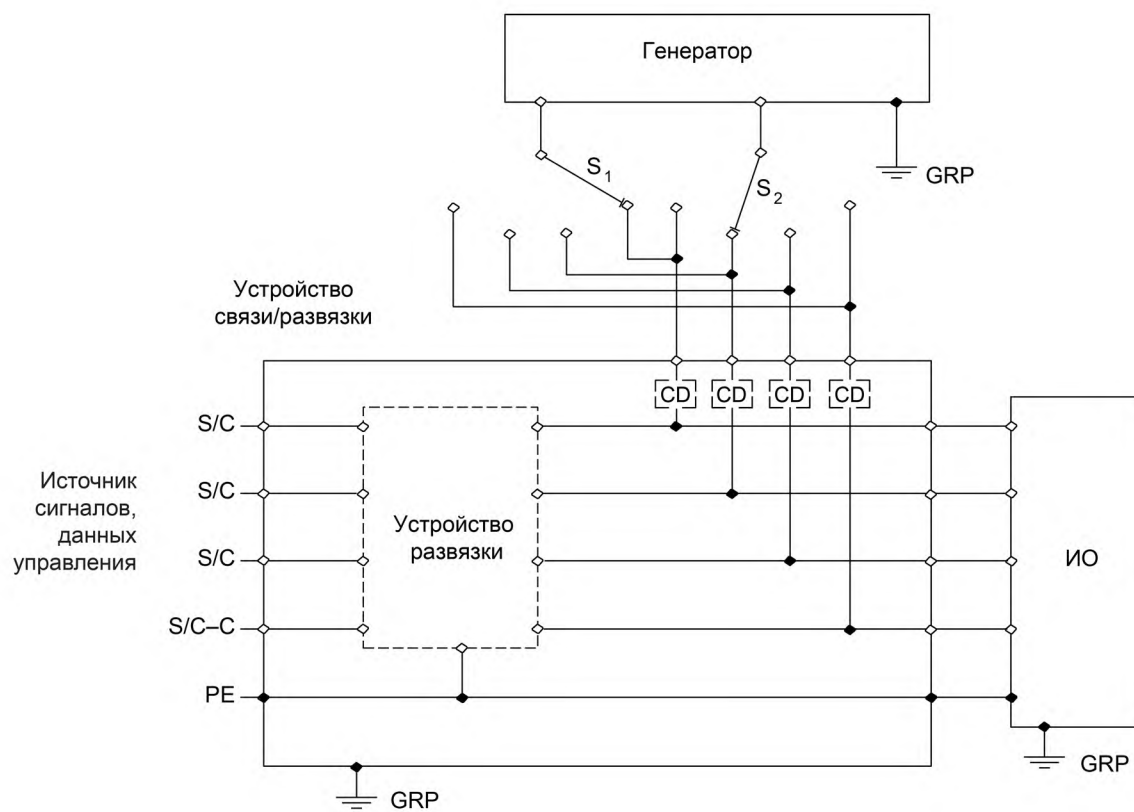 Генератор
S1
S2
GRP
Устройство
связи/развязки
CD CD CD CD
S/C
S/C
S/C
S/C–C
PE
Источник
сигналов,
данных
управления
Устройство
развязки
ИО
GRP
GRP